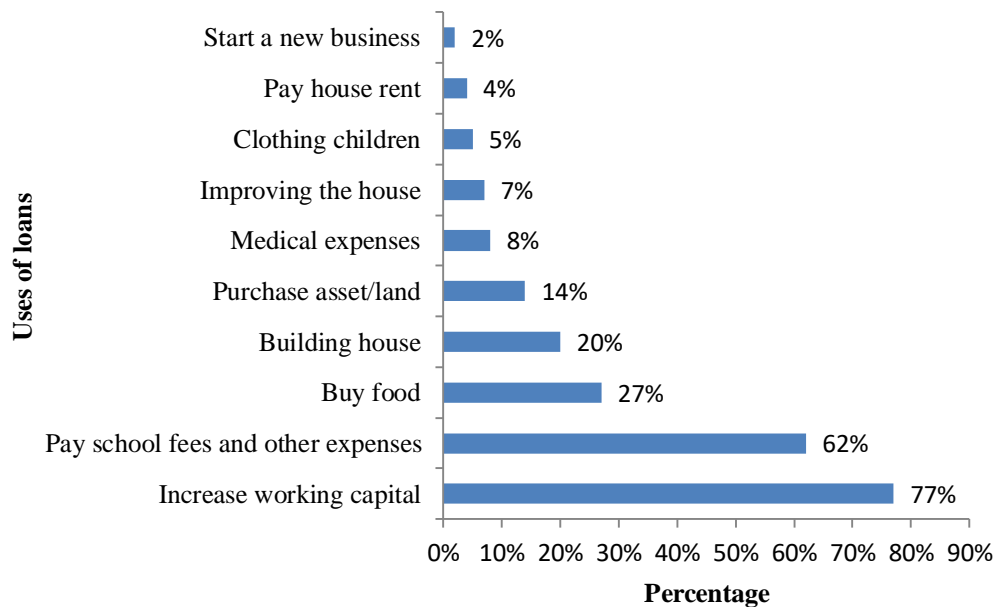 Uses of loans
Start a new business 2%
Pay house rent 4%
Clothing children 5%
Improving the house 7%
Medical expenses 8%
Purchase asset/land 14%
Building house 20%
Buy food 27%
Pay school fees and other expenses 62%
Increase working capital 77%
0% 10% 20% 30% 40% 50% 60% 70% 80% 90%
Percentage